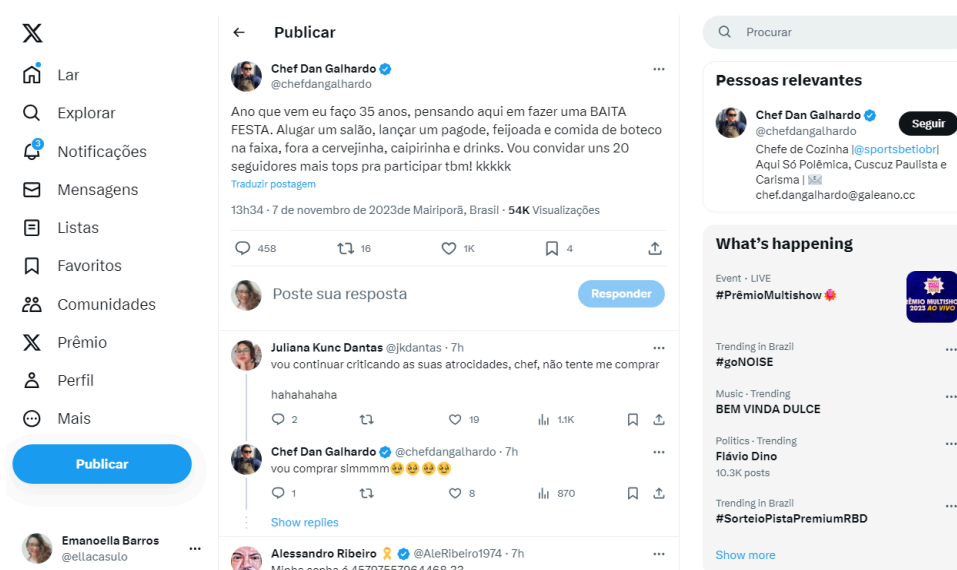 Lar
Explorar
3
Notificações
Mensagens
Listas
Favoritos
Comunidades
Prêmio
Perfil
Mais
Publicar
Emanoella Barros
@ellacasulo
Publicar
Chef Dan Galhardo
@chefdangalhardo
Ano que vem eu faço 35 anos, pensando aqui em fazer uma BAITA
FESTA. Alugar um salão, lançar um pagode, feijoada e comida de boteco
na faixa, fora a cervejinha, caipirinha e drinks. Vou convidar uns 20
seguidores mais tops pra participar tbm! kkkkk
Traduzir postagem
13h34 · 7 de novembro de 2023de Mairiporã, Brasil · 54K Visualizações
458 16 1K 4
Poste sua resposta
Responder
Juliana Kunc Dantas @jkdantas · 7h
vou continuar criticando as suas atrocidades, chef, não tente me comprar
hahahahaha
2 19 1.1K
Chef Dan Galhardo @chefdangalhardo · 7h
vou comprar simmmm🥹🥹🥹🥹
1 8 870
Show replies
Alessandro Ribeiro 🎗 @AleRibeiro1974 · 7h
Procurar
Pessoas relevantes
Chef Dan Galhardo
@chefdangalhardo
Seguir
Chefe de Cozinha |@sportsbetiobr|
Aqui Só Polêmica, Cuscuz Paulista e
Carisma | 📧
chef.dangalhardo@galeano.cc
What's happening
Event · LIVE
#PrêmioMultishow
2023 AO VIVO
Trending in Brazil
#goNOISE
Music · Trending
BEM VINDA DULCE
Politics · Trending
Flávio Dino
10.3K posts
Trending in Brazil
#SorteioPistaPremiumRBD
Show more